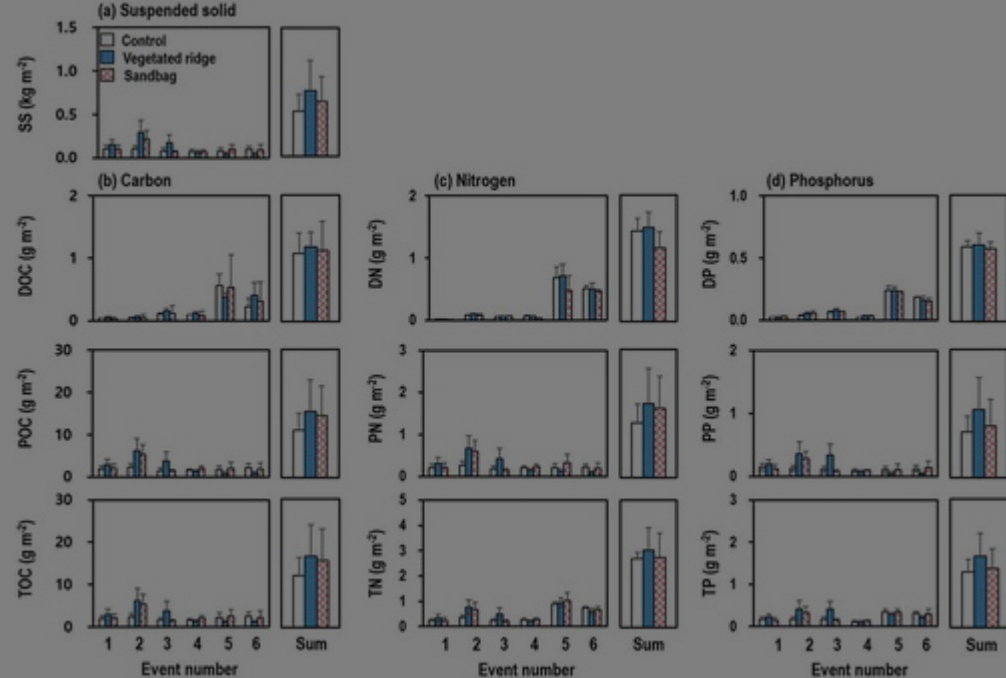 (a) Suspended solid
1.5
1.0
0.5
0.0
SS (kg m⁻²)
Control
Vegetated ridge
Sandbag
(b) Carbon
2
1
0
DOC (g m⁻²)
(c) Nitrogen
2
1
0
DN (g m⁻²)
(d) Phosphorus
1.0
0.5
0.0
DP (g m⁻²)
30
20
10
0
POC (g m⁻²)
3
2
1
0
PN (g m⁻²)
2
1
0
PP (g m⁻²)
30
20
10
0
TOC (g m⁻²)
1 2 3 4 5 6 Sum
Event number
5
4
3
2
1
0
TN (g m⁻²)
1 2 3 4 5 6 Sum
Event number
3
2
1
0
TP (g m⁻²)
1 2 3 4 5 6 Sum
Event number